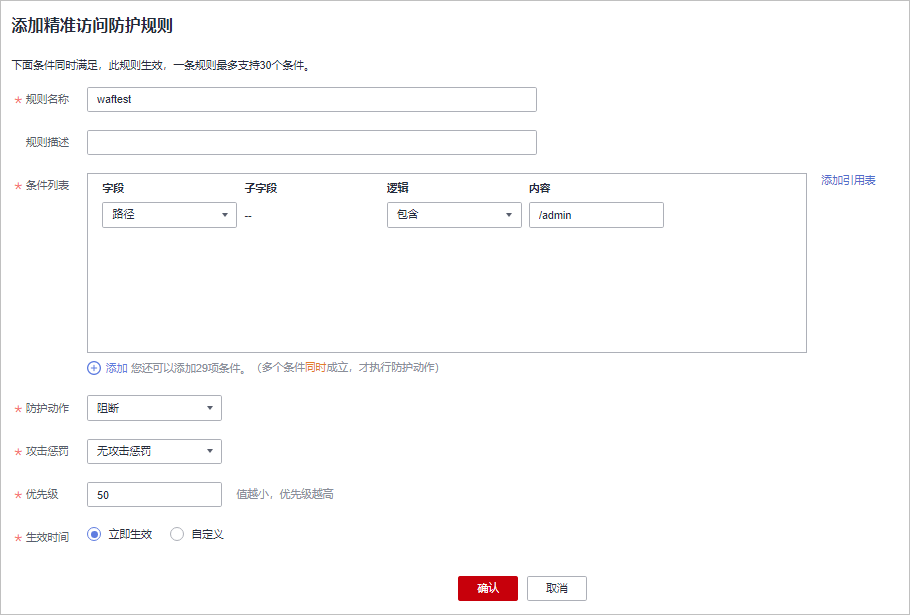 添加精准访问防护规则
下面条件同时满足，此规则生效，一条规则最多支持30个条件。
* 规则名称 waftest
规则描述
* 条件列表 字段 子字段 逻辑 内容 添加引用表
路径 -- 包含 /admin
添加 您还可以添加29项条件。（多个条件同时成立，才执行防护动作）
* 防护动作 阻断
* 攻击惩罚 无攻击惩罚
* 优先级 50 值越小，优先级越高
* 生效时间 立即生效 自定义
确认 取消